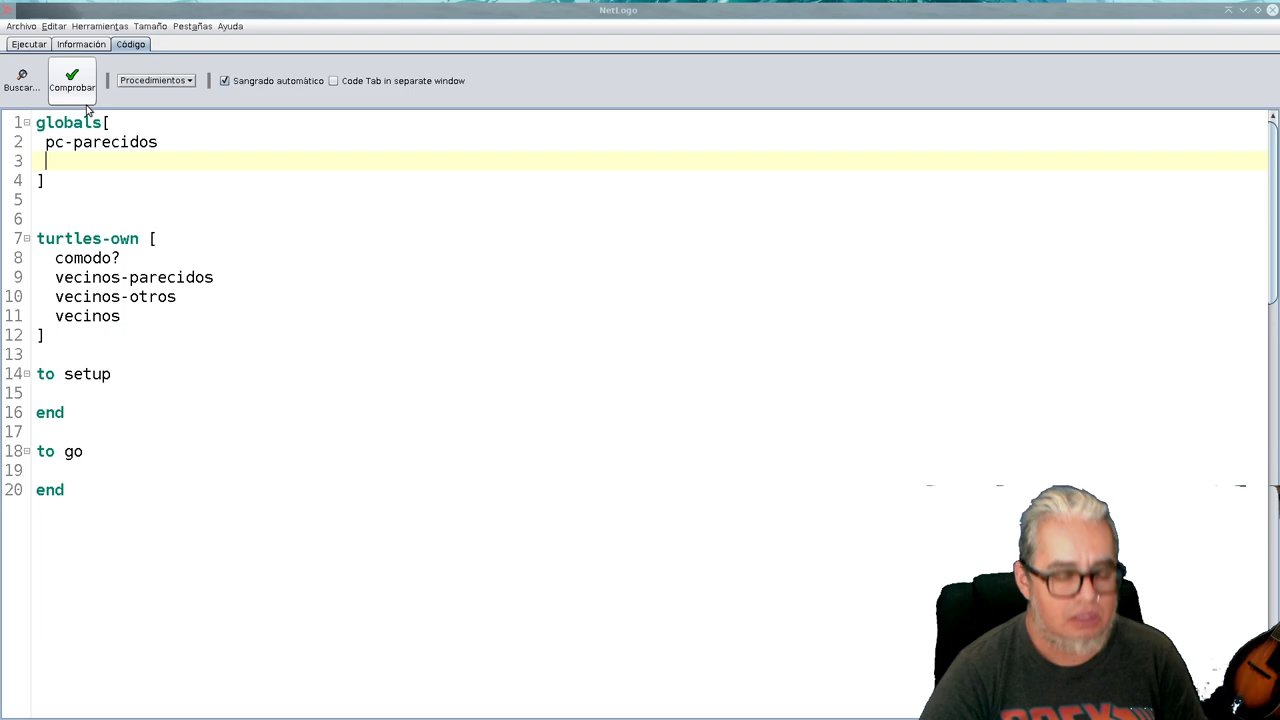 NetLogo
Archivo Editar Herramientas Tamaño Pestañas Ayuda
Ejecutar Información Código
Buscar... Comprobar Procedimientos Sangrado automático Code Tab in separate window
1 globals[
2 pc-parecidos
3
4 ]
5
6
7 turtles-own [
8 comodo?
9 vecinos-parecidos
10 vecinos-otros
11 vecinos
12 ]
13
14 to setup
15
16 end
17
18 to go
19
20 end